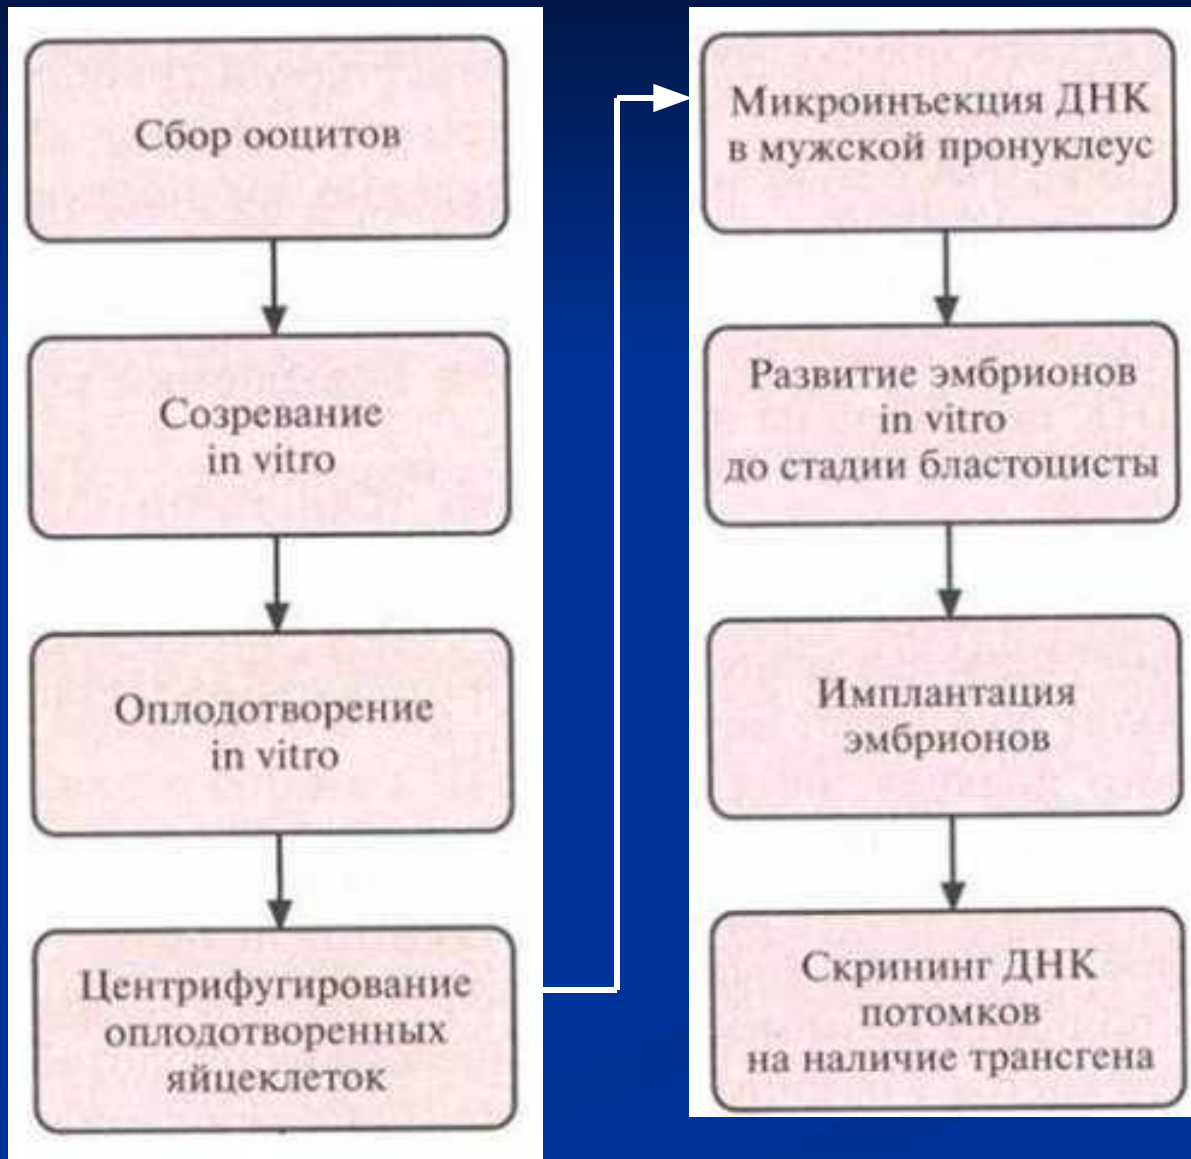 Сбор ооцитов
Созревание
in vitro
Оплодотворение
in vitro
Центрифугирование
оплодотворенных
яйцеклеток
Микроинъекция ДНК
в мужской пронуклеус
Развитие эмбрионов
in vitro
до стадии бластоцисты
Имплантация
эмбрионов
Скрининг ДНК
потомков
на наличие трансгена